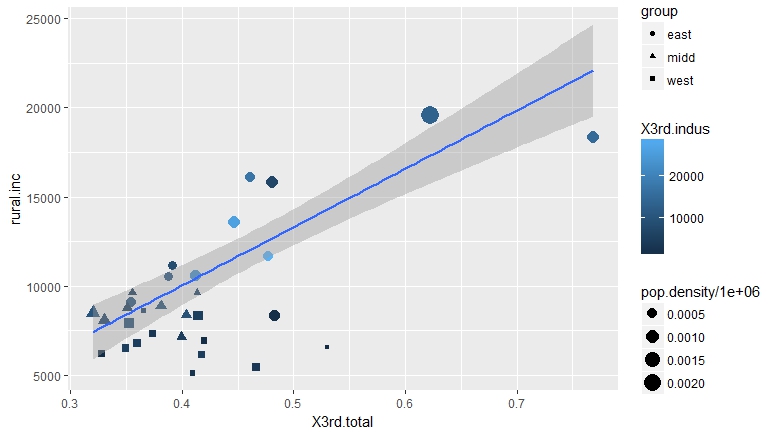 25000
20000
15000
10000
5000
rural.inc
0.3 0.4 0.5 0.6 0.7
X3rd.total
group
east
midd
west
X3rd.indus
20000
10000
pop.density/1e+06
0.0005
0.0010
0.0015
0.0020